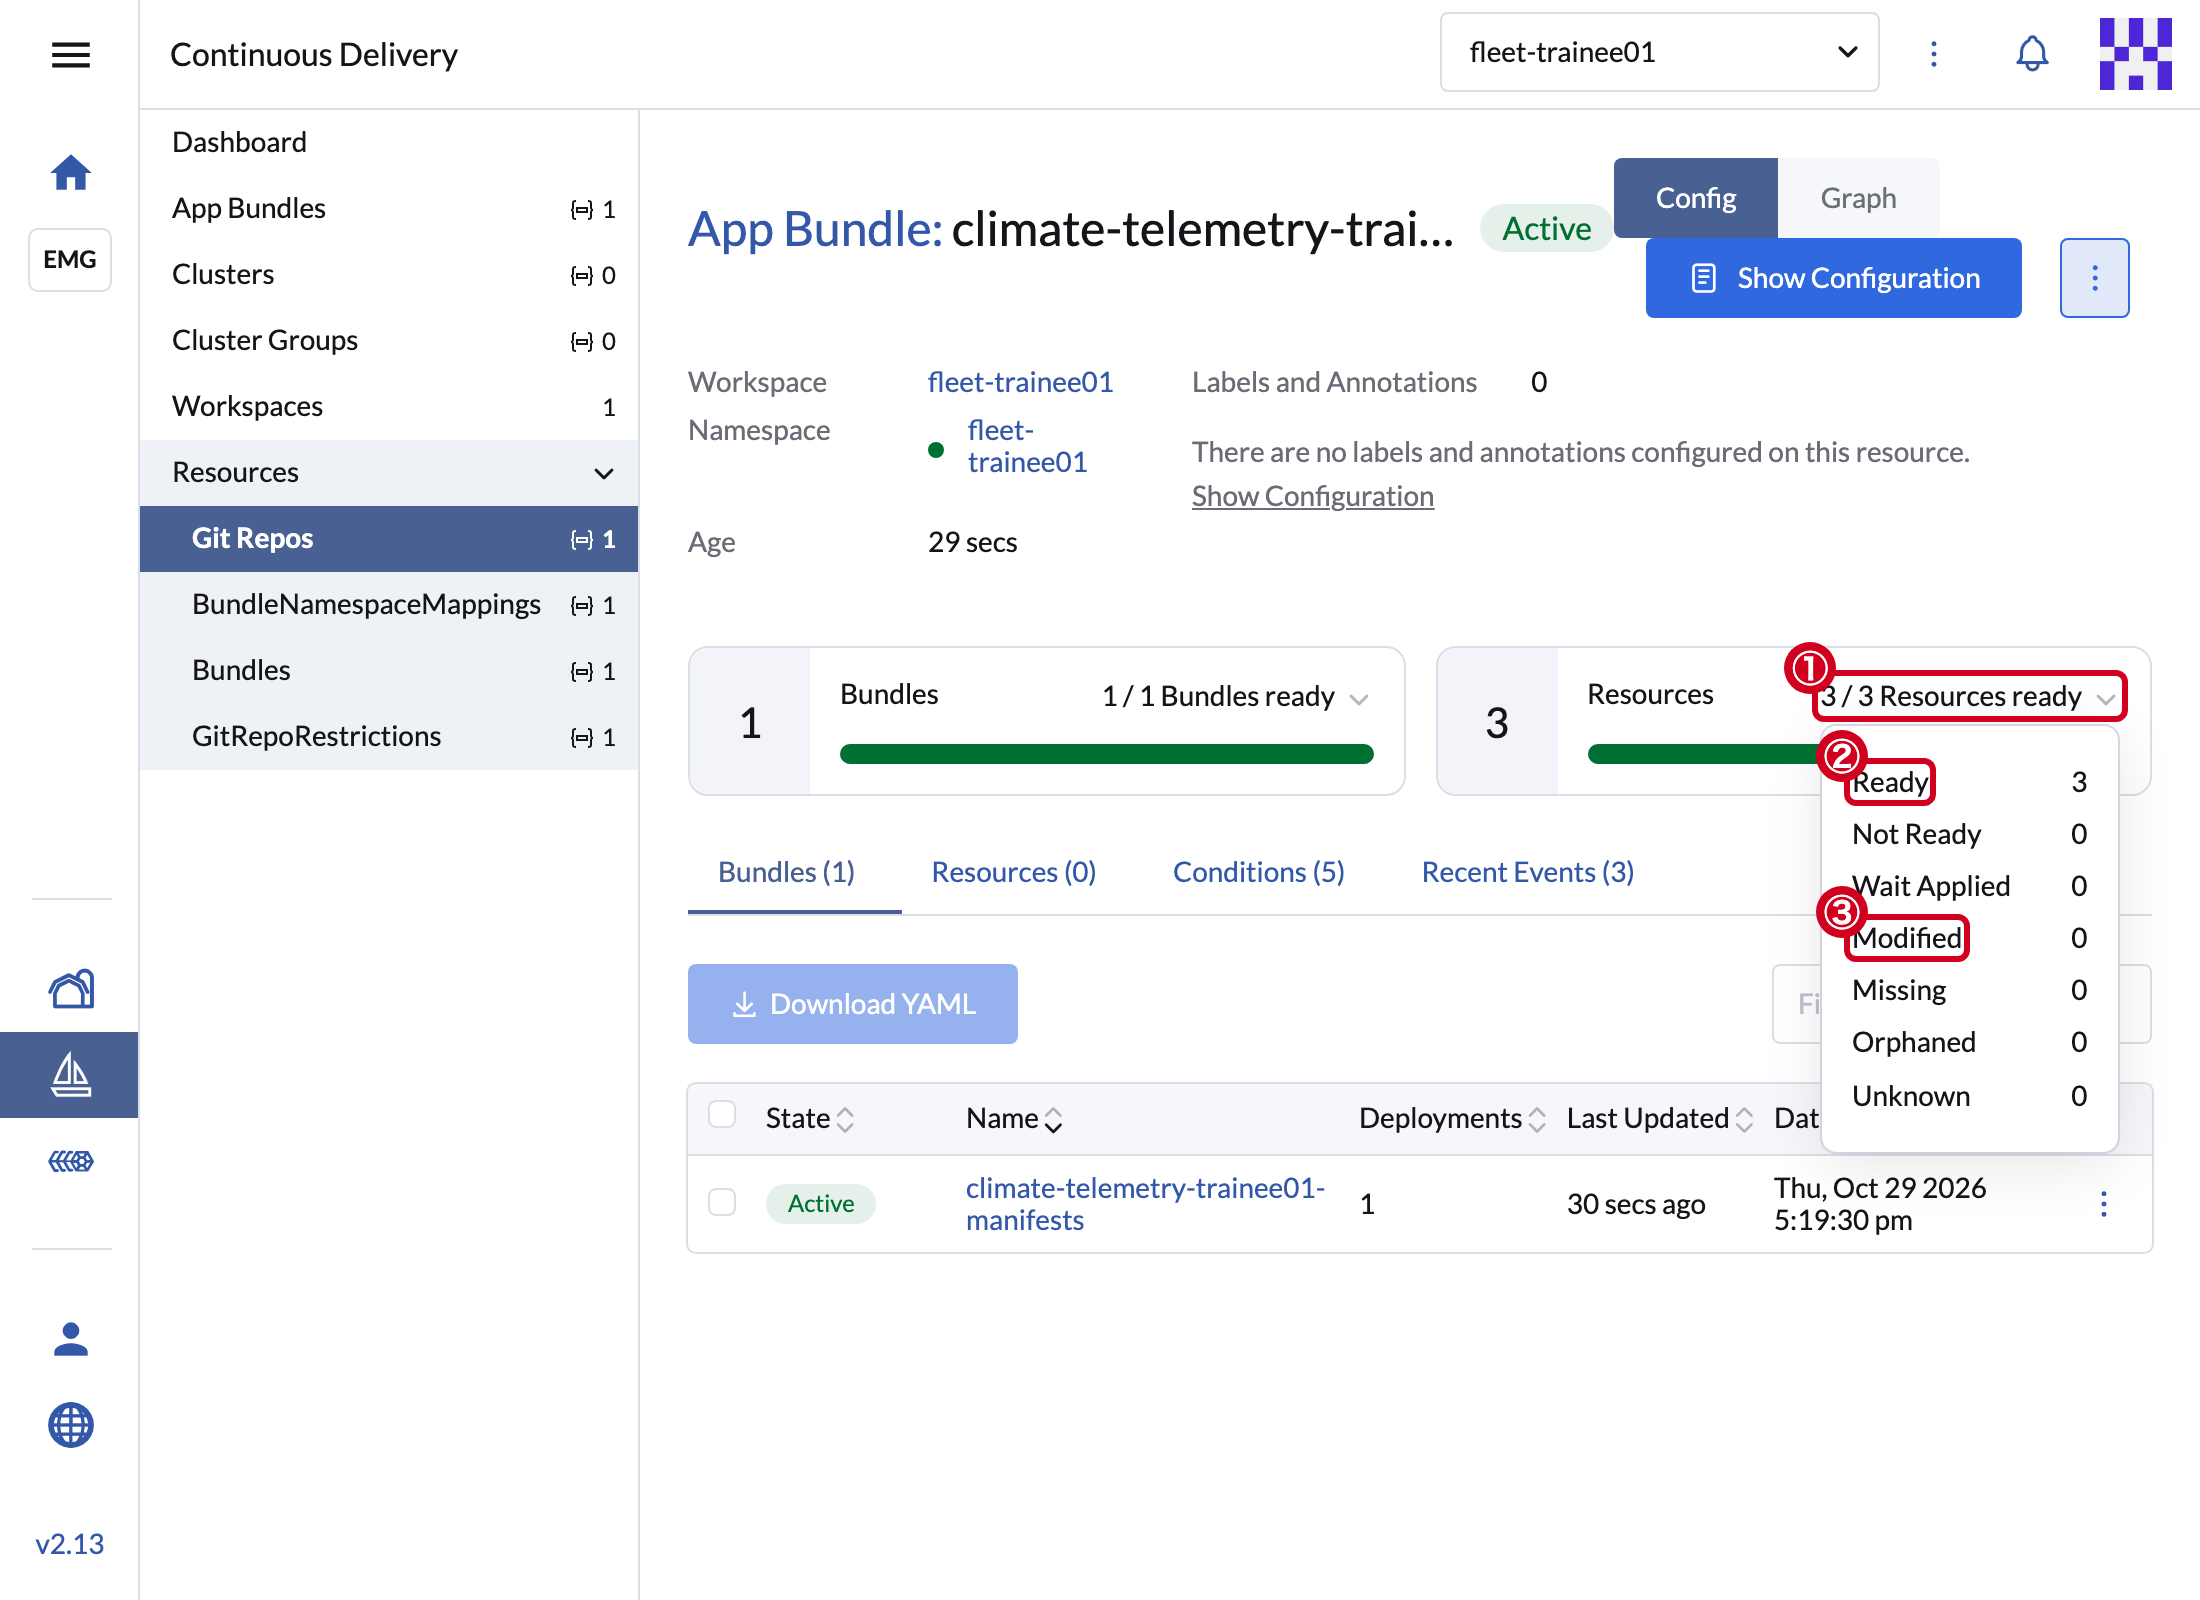 Continuous Delivery
fleet-trainee01
EMG
v2.13
Dashboard
App Bundles 1
Clusters 0
Cluster Groups 0
Workspaces 1
Resources
Git Repos 1
BundleNamespaceMappings 1
Bundles 1
GitRepoRestrictions 1
App Bundle: climate-telemetry-trai... Active
Config Graph
Show Configuration
Workspace fleet-trainee01
Namespace fleet-
trainee01
Age 29 secs
Labels and Annotations 0
There are no labels and annotations configured on this resource.
Show Configuration
1 Bundles 1 / 1 Bundles ready
3 Resources 3 / 3 Resources ready
1
2
Ready 3
Not Ready 0
Wait Applied 0
3
Modified 0
Missing 0
Orphaned 0
Unknown 0
Bundles (1) Resources (0) Conditions (5) Recent Events (3)
Download YAML
Fi
State Name Deployments Last Updated Dat
Active climate-telemetry-trainee01-
manifests 1 30 secs ago Thu, Oct 29 2026
5:19:30 pm